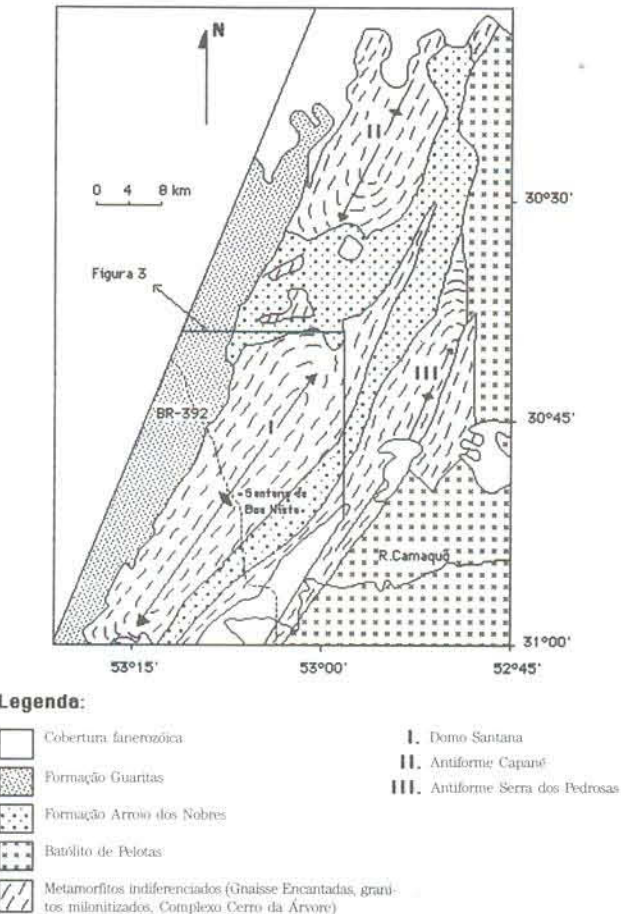 N
II
0 4 8 km
30°30'
Figura 3
III
BR-392
I
30°45'
Santana da
Boa Vista
R.Camaquã
31°00'
53°15' 53°00' 52°45'
Legenda:
Cobertura fanerozóica
Formação Guaritas
Formação Arroio dos Nobres
Batólito de Pelotas
Metamorfitos indiferenciados (Gnaisse Encantadas, grani-
tos milonitizados, Complexo Cerro da Árvore)
I. Domo Santana
II. Antiforme Capané
III. Antiforme Serra dos Pedrosas